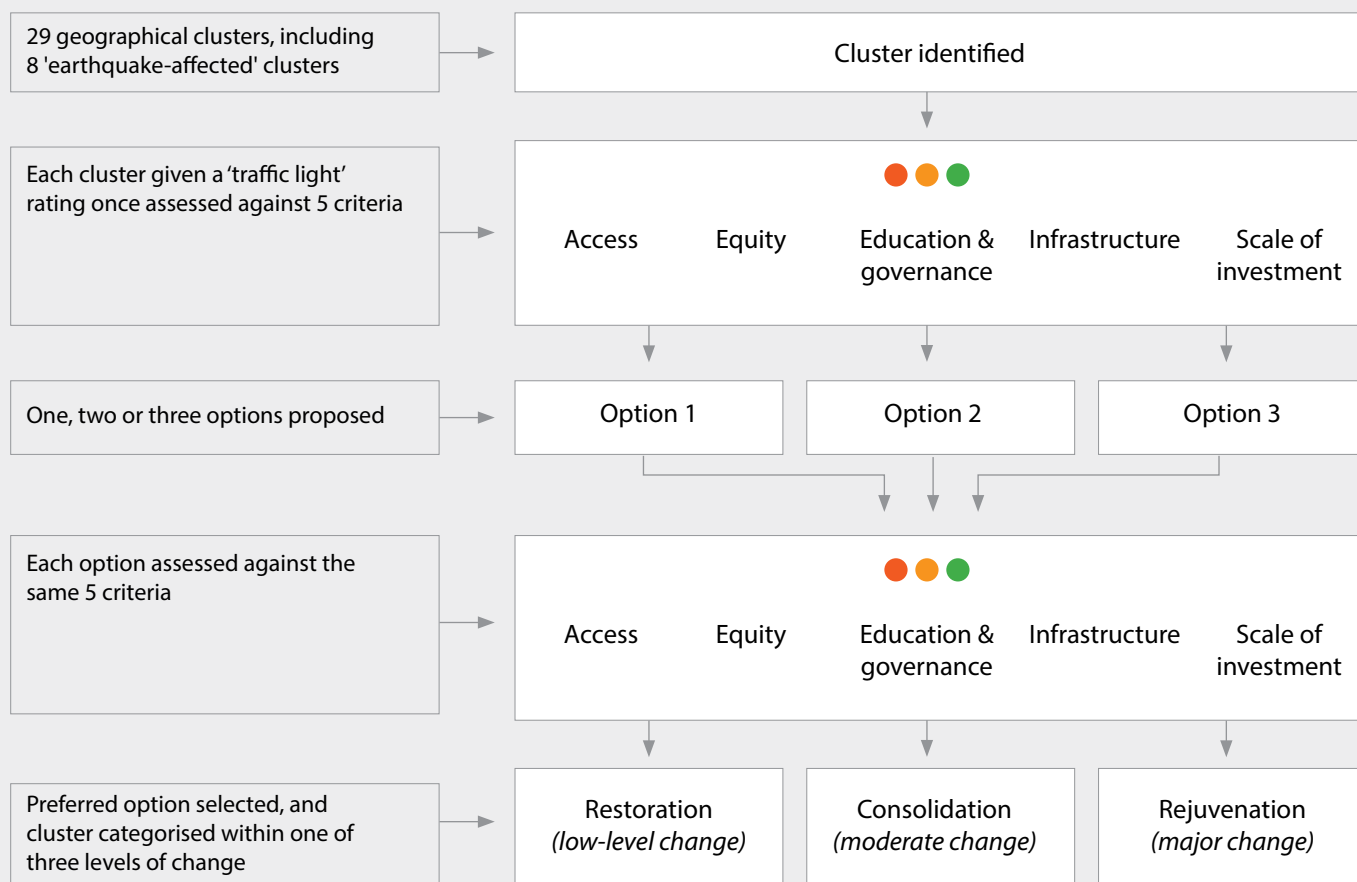 29 geographical clusters, including
8 'earthquake-affected' clusters
Cluster identified
Each cluster given a ‘traffic light’
rating once assessed against 5 criteria
Access
Equity
Education &
governance
Infrastructure
Scale of
investment
One, two or three options proposed
Option 1
Option 2
Option 3
Each option assessed against the
same 5 criteria
Access
Equity
Education &
governance
Infrastructure
Scale of
investment
Preferred option selected, and
cluster categorised within one of
three levels of change
Restoration
(low-level change)
Consolidation
(moderate change)
Rejuvenation
(major change)